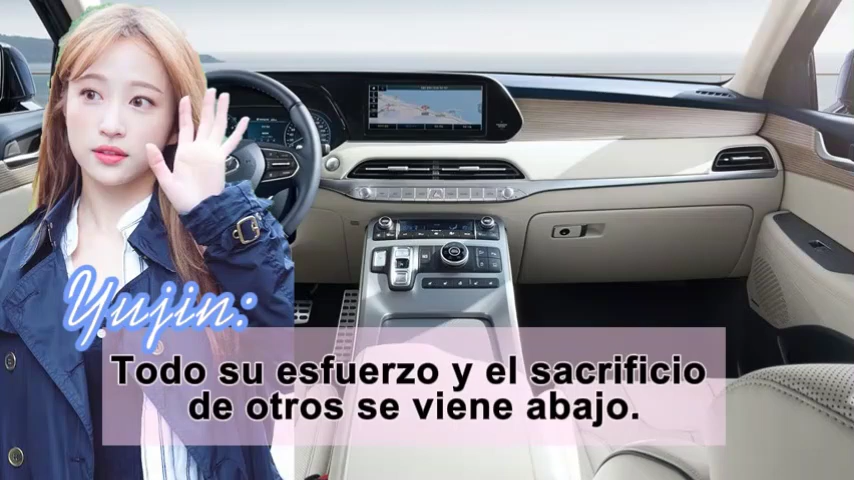 Yujin:
Todo su esfuerzo y el sacrificio
de otros se viene abajo.